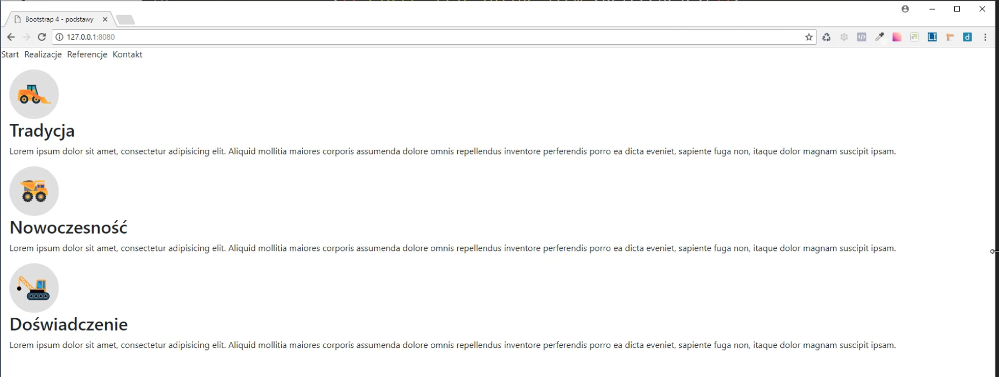 Bootstrap 4 - podstawy
127.0.0.1:8080
Start Realizacje Referencje Kontakt
Tradycja
Lorem ipsum dolor sit amet, consectetur adipisicing elit. Aliquid mollitia maiores corporis assumenda dolore omnis repellendus inventore perferendis porro ea dicta eveniet, sapiente fuga non, itaque dolor magnam suscipit ipsam.
Nowoczesność
Lorem ipsum dolor sit amet, consectetur adipisicing elit. Aliquid mollitia maiores corporis assumenda dolore omnis repellendus inventore perferendis porro ea dicta eveniet, sapiente fuga non, itaque dolor magnam suscipit ipsam.
Doświadczenie
Lorem ipsum dolor sit amet, consectetur adipisicing elit. Aliquid mollitia maiores corporis assumenda dolore omnis repellendus inventore perferendis porro ea dicta eveniet, sapiente fuga non, itaque dolor magnam suscipit ipsam.